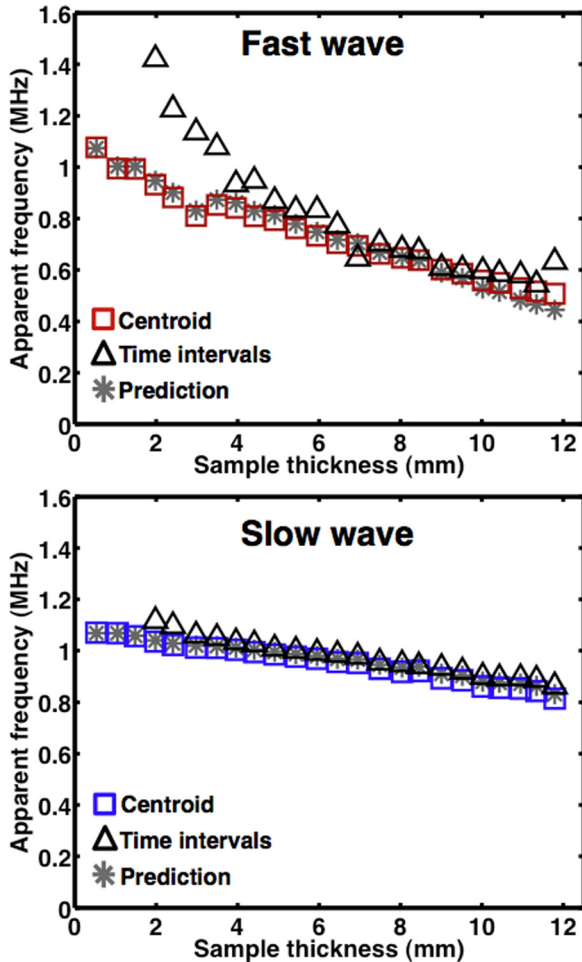 Fast wave
Apparent frequency (MHz)
1.6
1.4
1.2
1
0.8
0.6
0.4
0.2
0
Centroid
Time intervals
Prediction
0 2 4 6 8 10 12
Sample thickness (mm)
Slow wave
Apparent frequency (MHz)
1.6
1.4
1.2
1
0.8
0.6
0.4
0.2
0
Centroid
Time intervals
Prediction
0 2 4 6 8 10 12
Sample thickness (mm)